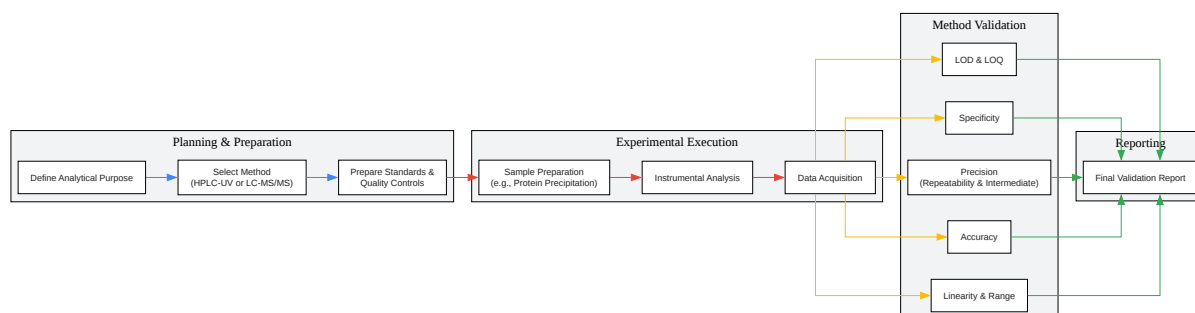 Method Validation
LOD & LOQ
Specificity
Planning & Preparation
Experimental Execution
Reporting
Define Analytical Purpose
Select Method
(HPLC-UV or LC-MS/MS)
Prepare Standards &
Quality Controls
Sample Preparation
(e.g., Protein Precipitation)
Instrumental Analysis
Data Acquisition
Precision
(Repeatability & Intermediate)
Final Validation Report
Accuracy
Linearity & Range